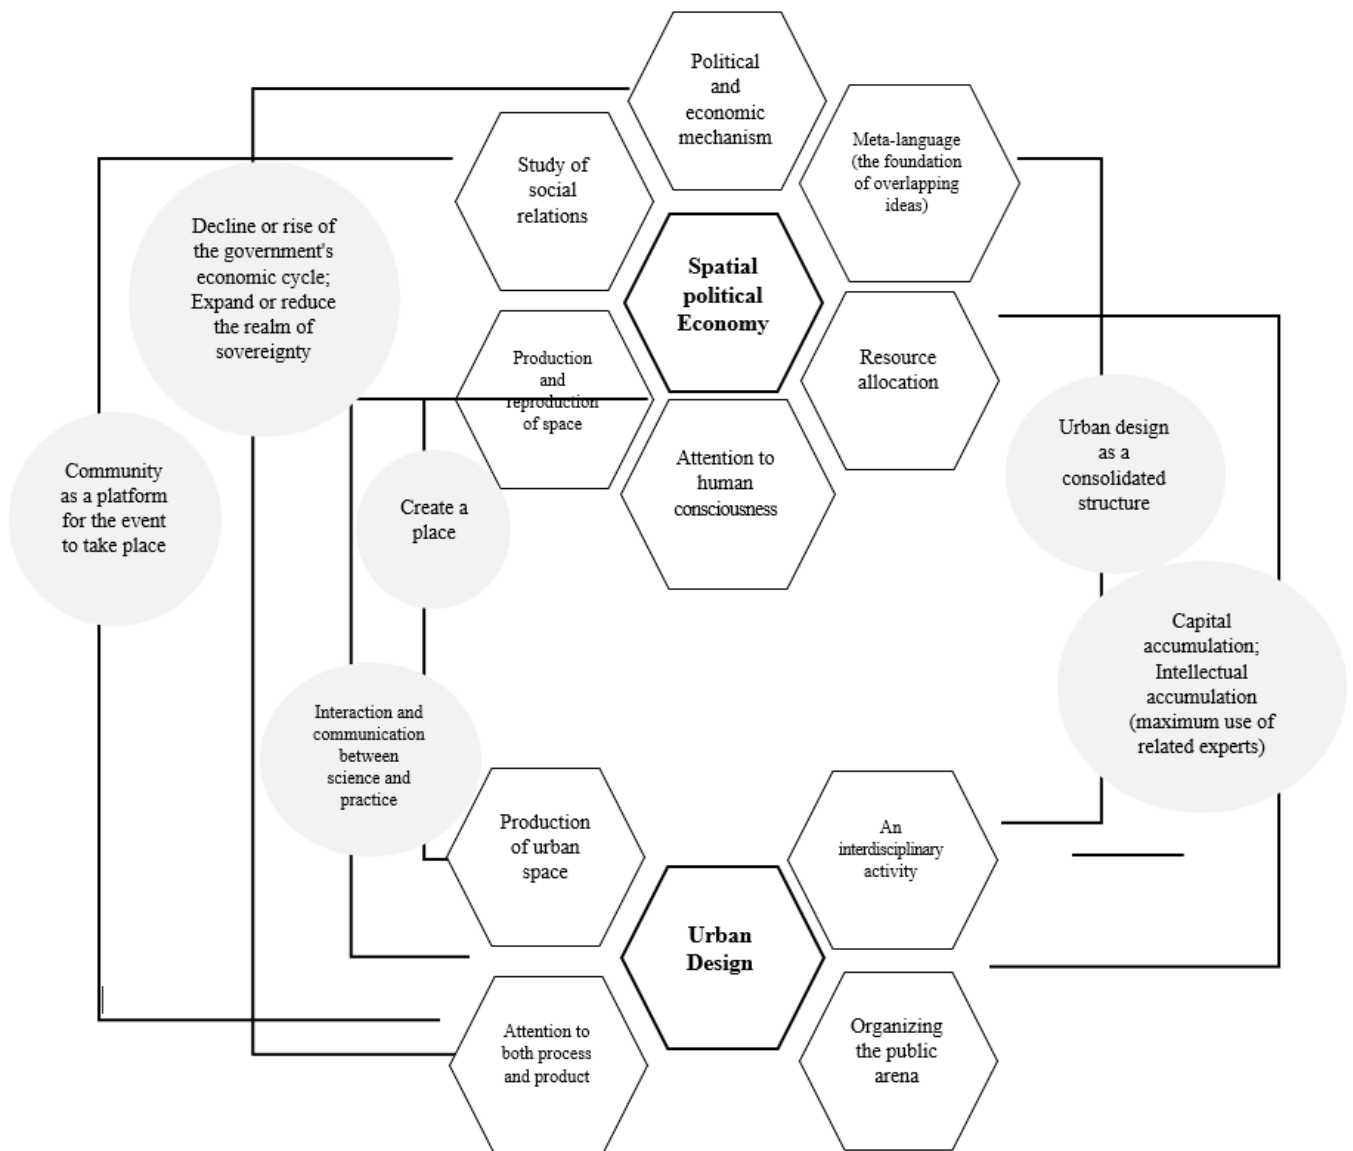 Political
and
economic
mechanism
Meta-language
(the foundation
of overlapping
ideas)
Study of
social
relations
Decline or rise of
the government's
economic cycle;
Expand or reduce
the realm of
sovereignty
Spatial
political
Economy
Production
and
reproduction
of space
Resource
allocation
Attention to
human
consciousness
Urban design
as a
consolidated
structure
Community
as a platform
for the event
to take place
Create a
place
Capital
accumulation;
Intellectual
accumulation
(maximum use of
related experts)
Interaction and
communication
between
science and
practice
Production
of urban
space
An
interdisciplinary
activity
Urban
Design
Attention to
both process
and product
Organizing
the public
arena